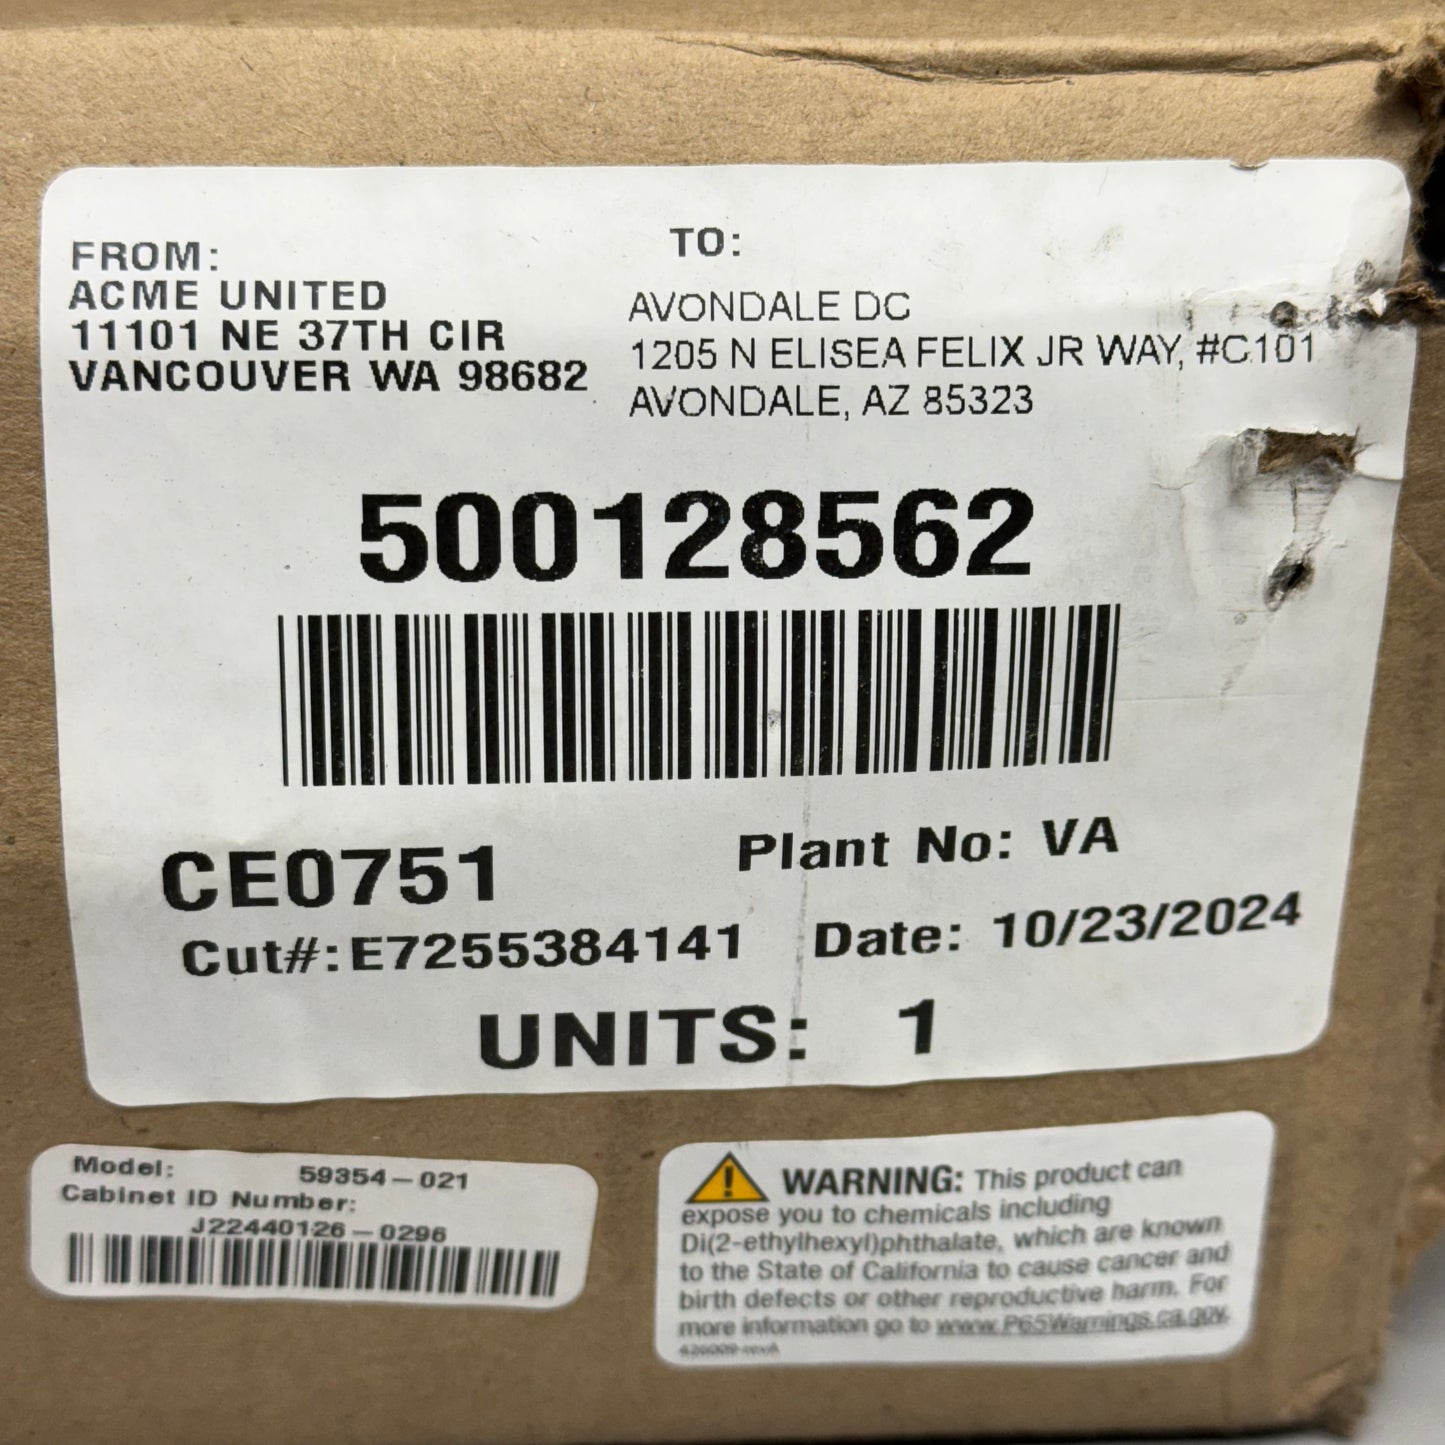 FROM:
ACME UNITED
11101 NE 37TH CIR
VANCOUVER WA 98682
TO:
AVONDALE DC
1205 N ELISEA FELIX JR WAY, #C101
AVONDALE, AZ 85323
500128562
CE0751
Plant No: VA
Cut#:E7255384141
Date: 10/23/2024
UNITS: 1
Model: 59354-021
Cabinet ID Number:
J22440126-0296
WARNING: This product can
expose you to chemicals including
Di(2-ethylhexyl)phthalate, which are known
to the State of California to cause cancer and
birth defects or other reproductive harm. For
more information go to www.P65Warnings.ca.gov.